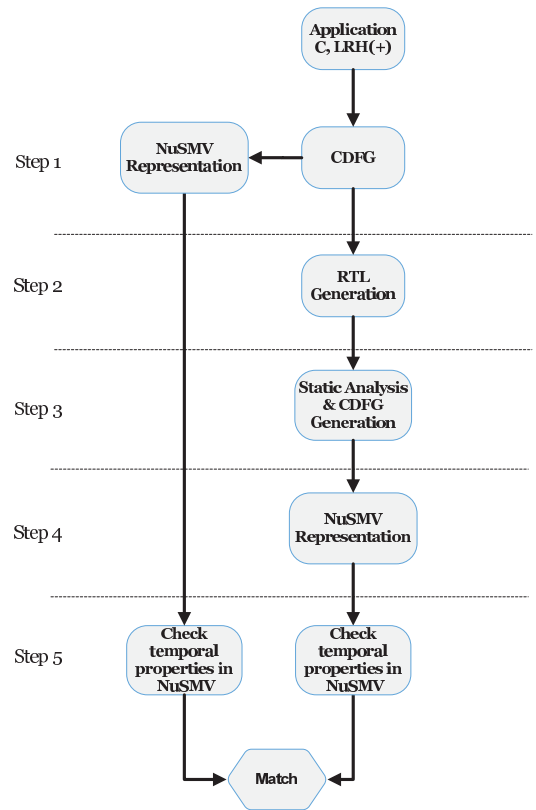 Application
C, LRH(+)
Step 1
NuSMV
Representation
CDFG
Step 2
RTL
Generation
Step 3
Static Analysis
& CDFG
Generation
Step 4
NuSMV
Representation
Step 5
Check
temporal
properties in
NuSMV
Check
temporal
properties in
NuSMV
Match